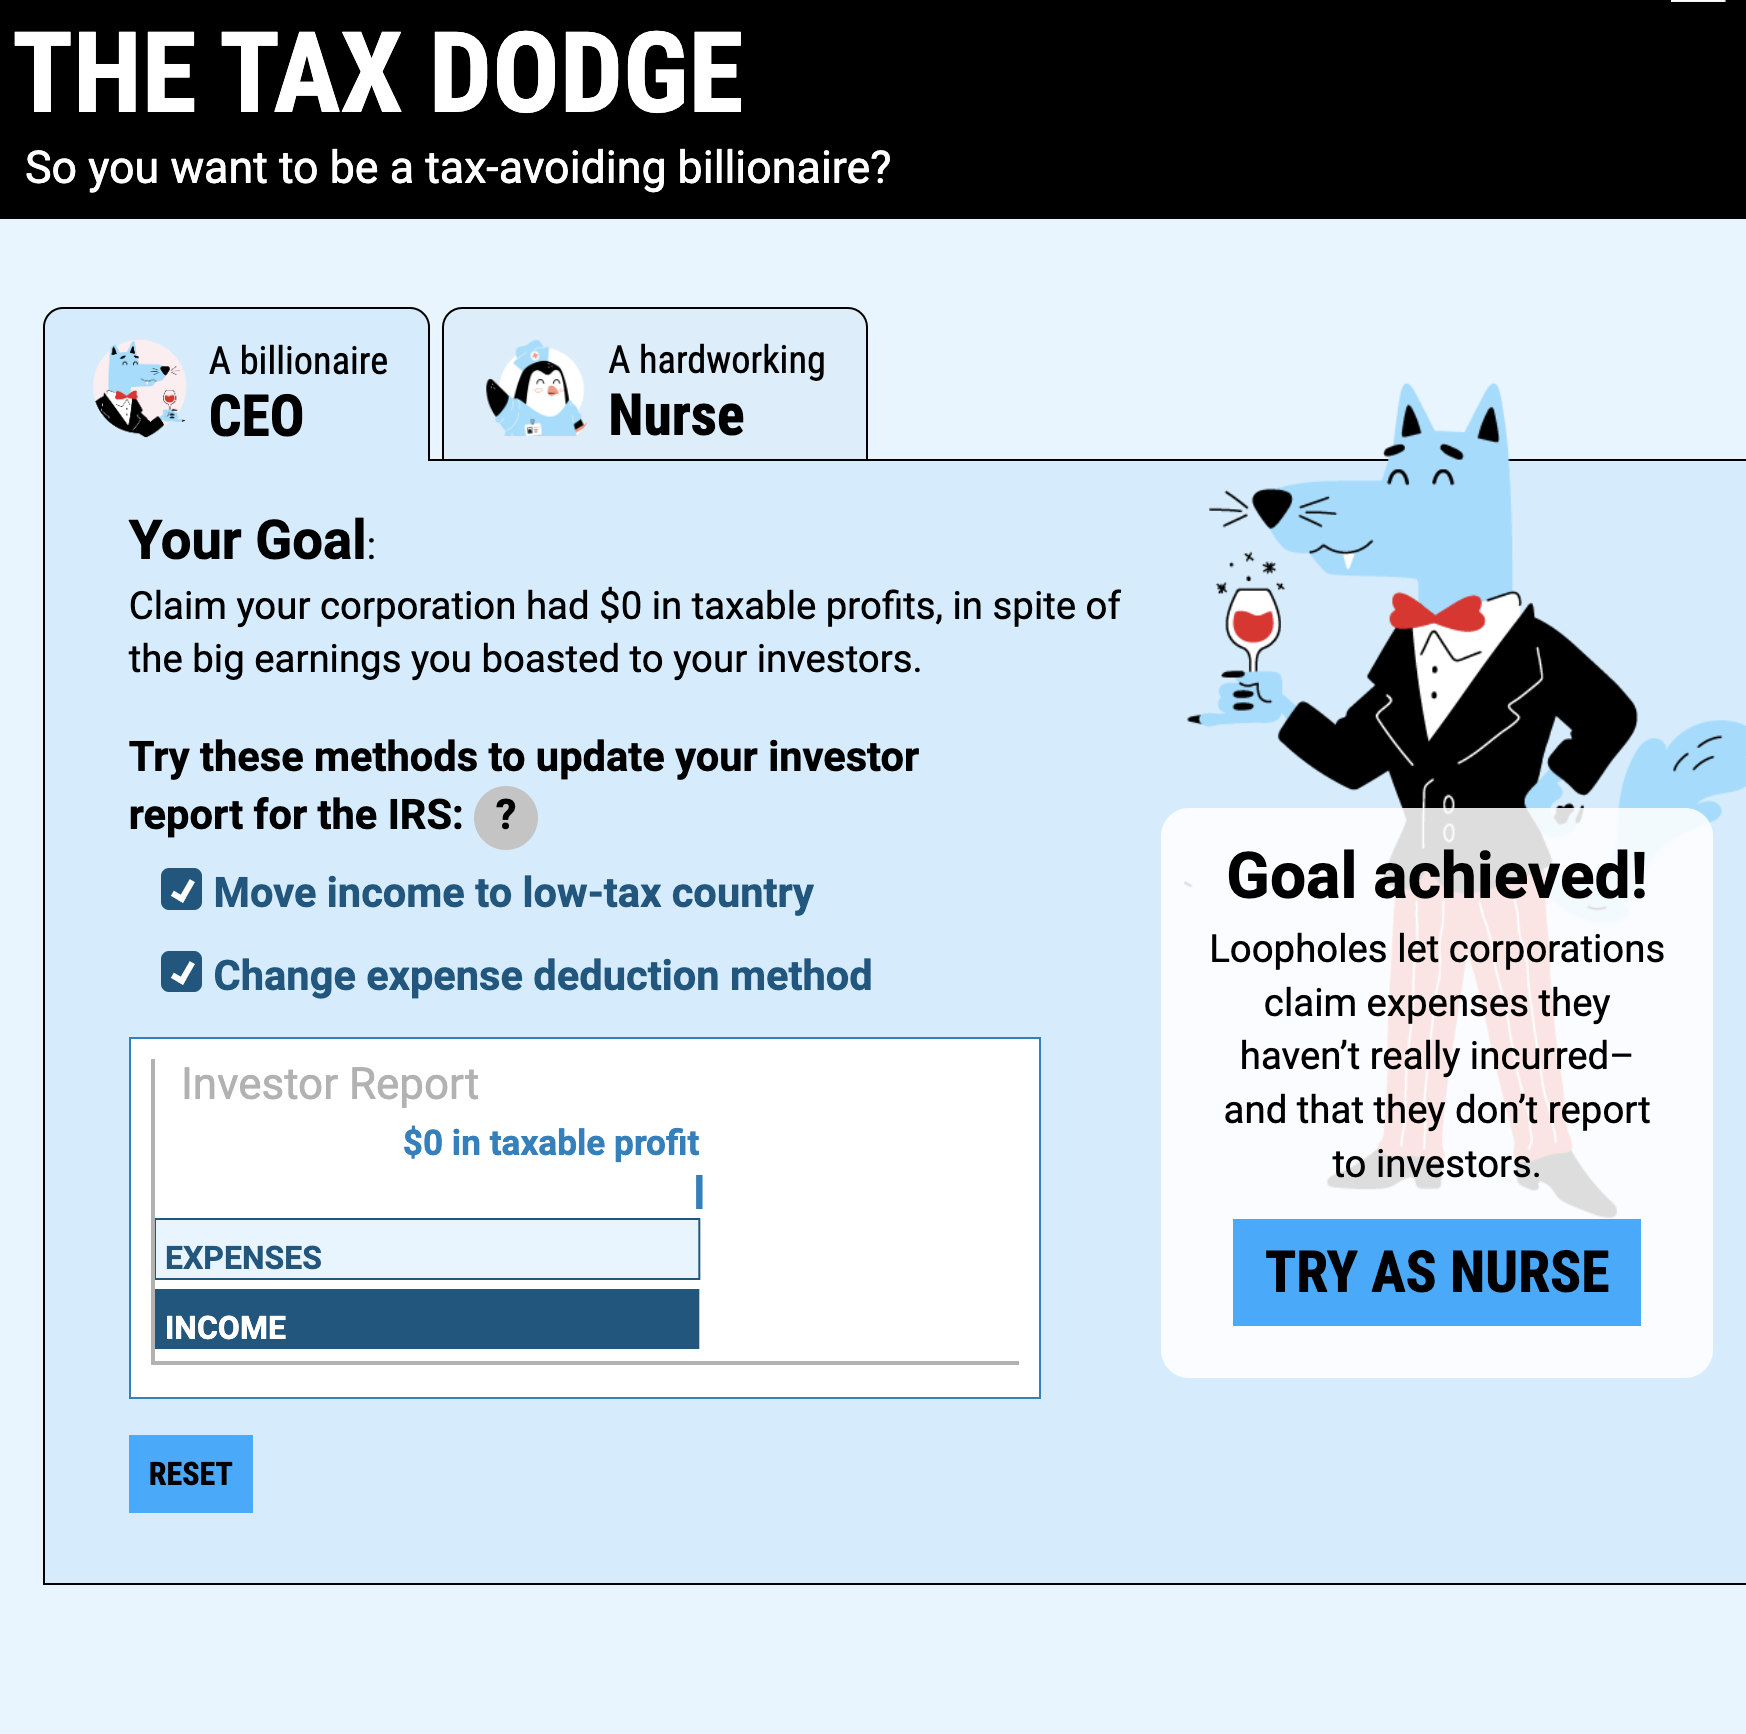 THE TAX DODGE
So you want to be a tax-avoiding billionaire?
A billionaire
CEO
A hardworking
Nurse
Your Goal:
Claim your corporation had $0 in taxable profits, in spite of
the big earnings you boasted to your investors.
Try these methods to update your investor
report for the IRS: ?
Move income to low-tax country
Change expense deduction method
Investor Report
$0 in taxable profit
EXPENSES
INCOME
RESET
Goal achieved!
Loopholes let corporations
claim expenses they
haven’t really incurred–
and that they don’t report
to investors.
TRY AS NURSE